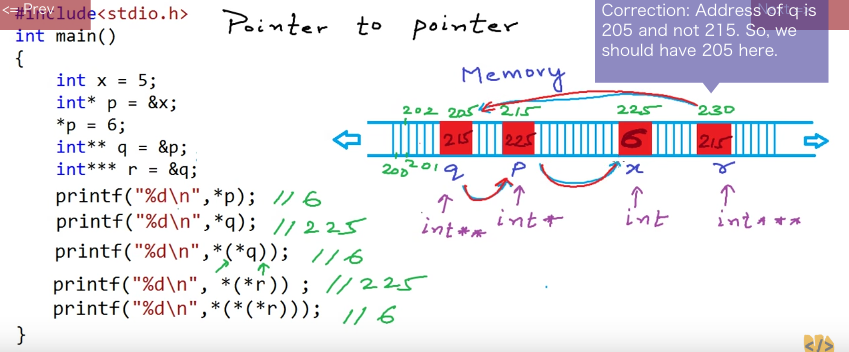 <= Prev
#include<stdio.h>
int main()
{
int x = 5;
int* p = &x;
*p = 6;
int** q = &p;
int*** r = &q;
printf("%d\n",*p); //6
printf("%d\n",*q); //225
printf("%d\n",*(*q)); //6
printf("%d\n", *(*r)) ; //225
printf("%d\n",*(*(*r))); //6
}
Pointer to pointer
Correction: Address of q is
205 and not 215. So, we
should have 205 here.
Memory
202 205 215 225 230
215 225 6 215
200 201 q p x r
int** int* int int***
</>